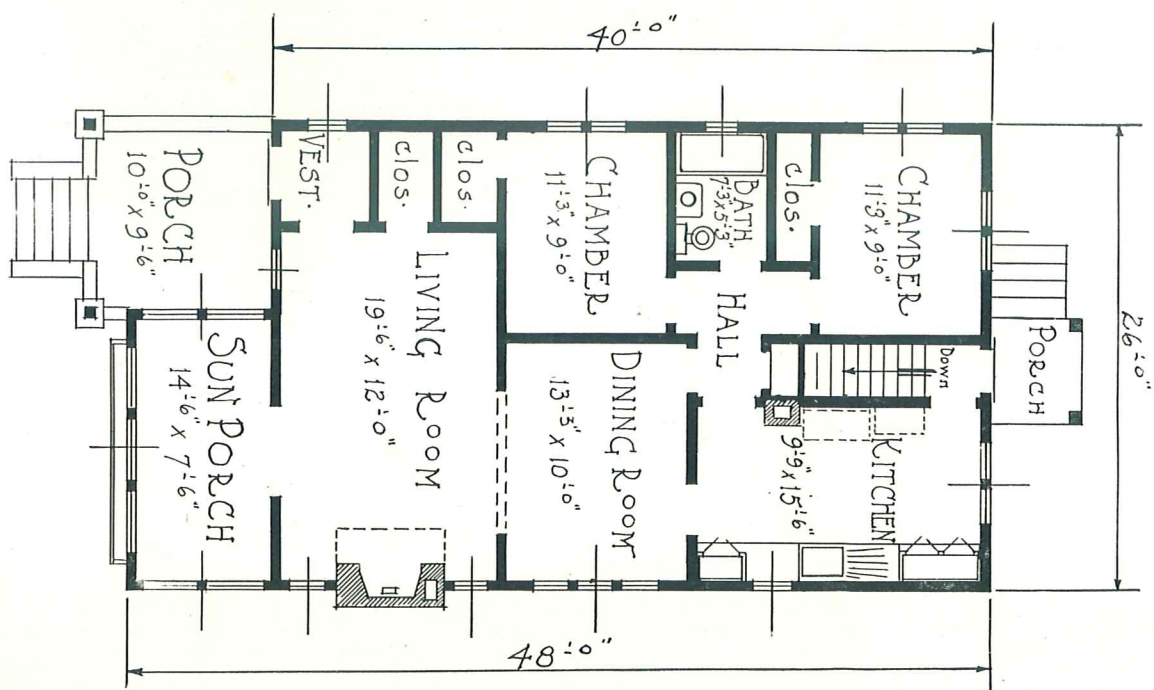 40'-0"
PORCH
10'-0" x 9'-6"
VEST.
Clos.
Clos.
CHAMBER
11'-3" x 9'-0"
BATH
7'-3" x 5'-3"
Clos.
CHAMBER
11'-3" x 9'-0"
26'-0"
LIVING ROOM
19'-6" x 12'-0"
HALL
Down
PORCH
SUN PORCH
14'-6" x 7'-6"
DINING ROOM
13'-3" x 10'-0"
KITCHEN
9'-9" x 15'-6"
48'-0"